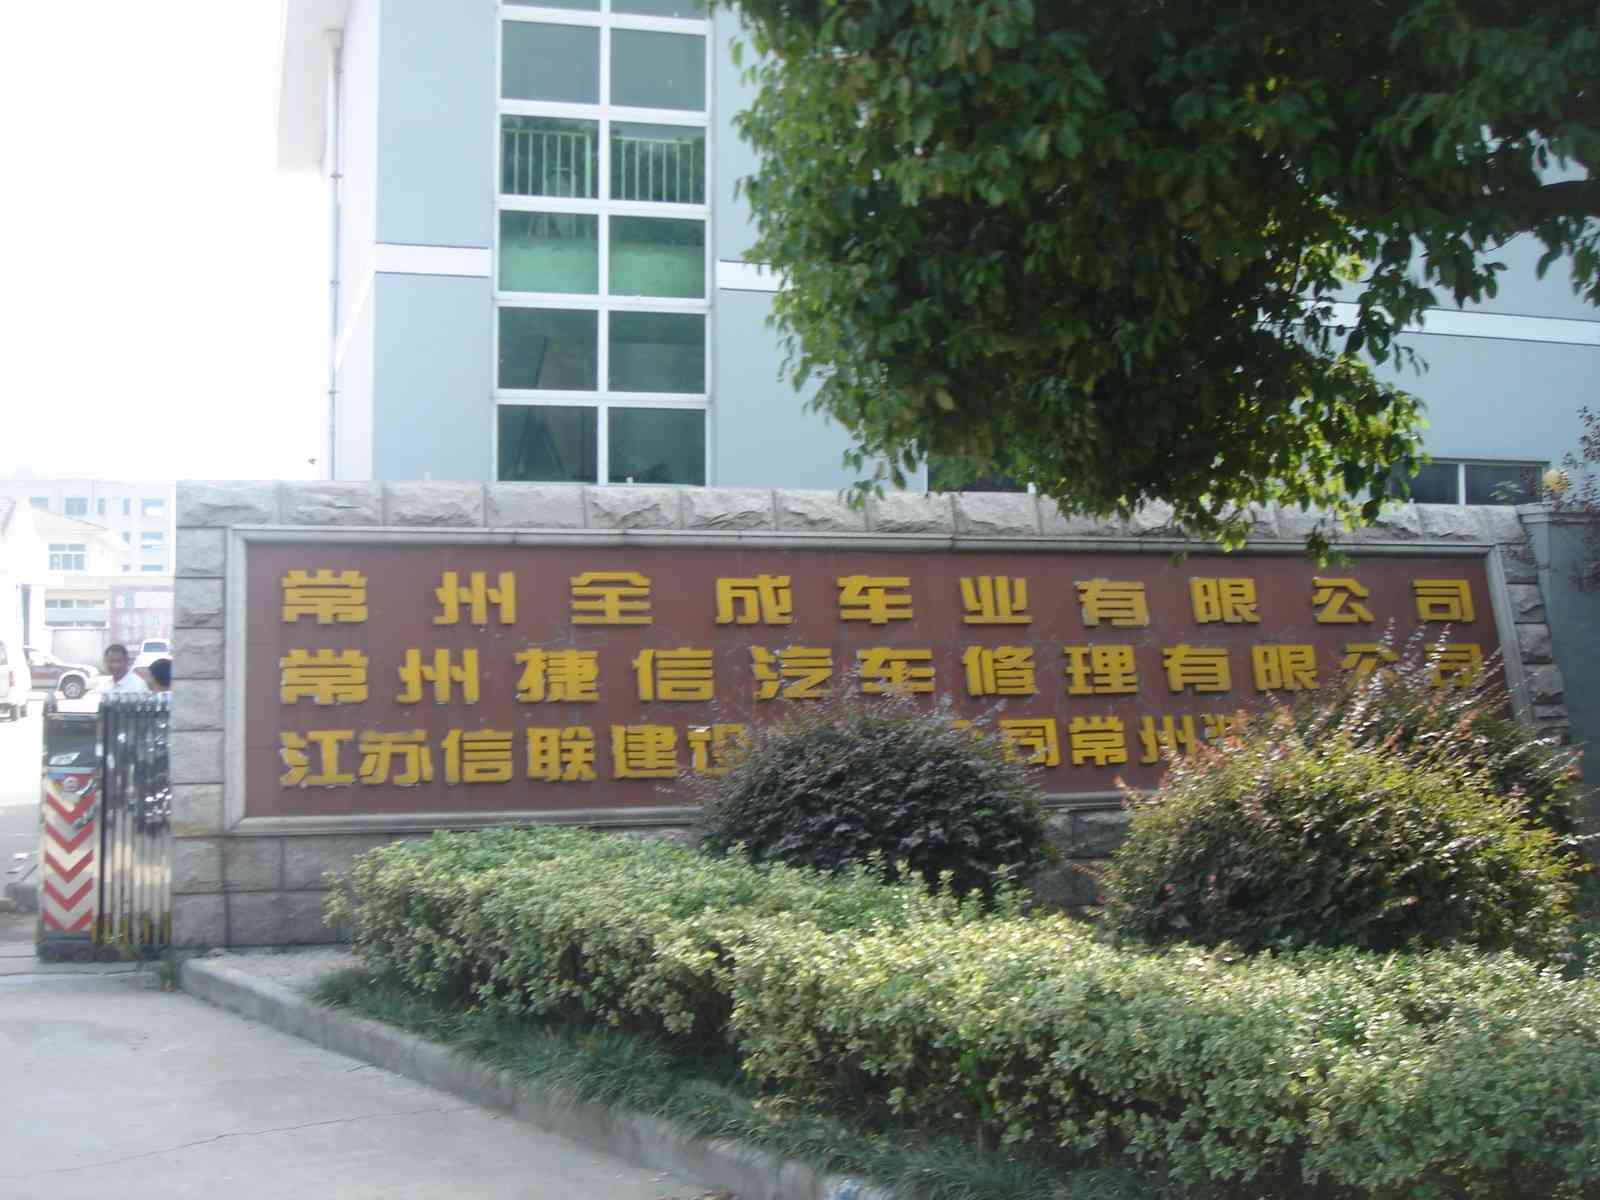 常州全成车业有限公司
常州捷信汽车修理有限公司
江苏信联建设 公司常州